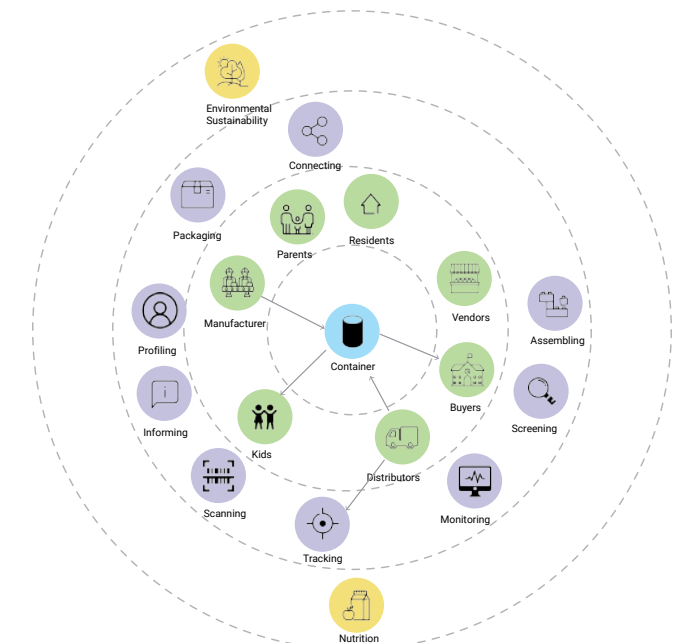 Environmental
Sustainability
Connecting
Packaging
Parents
Residents
Manufacturer
Vendors
Assembling
Profiling
Container
Buyers
Informing
Screening
Kids
Distributors
Scanning
Monitoring
Tracking
Nutrition